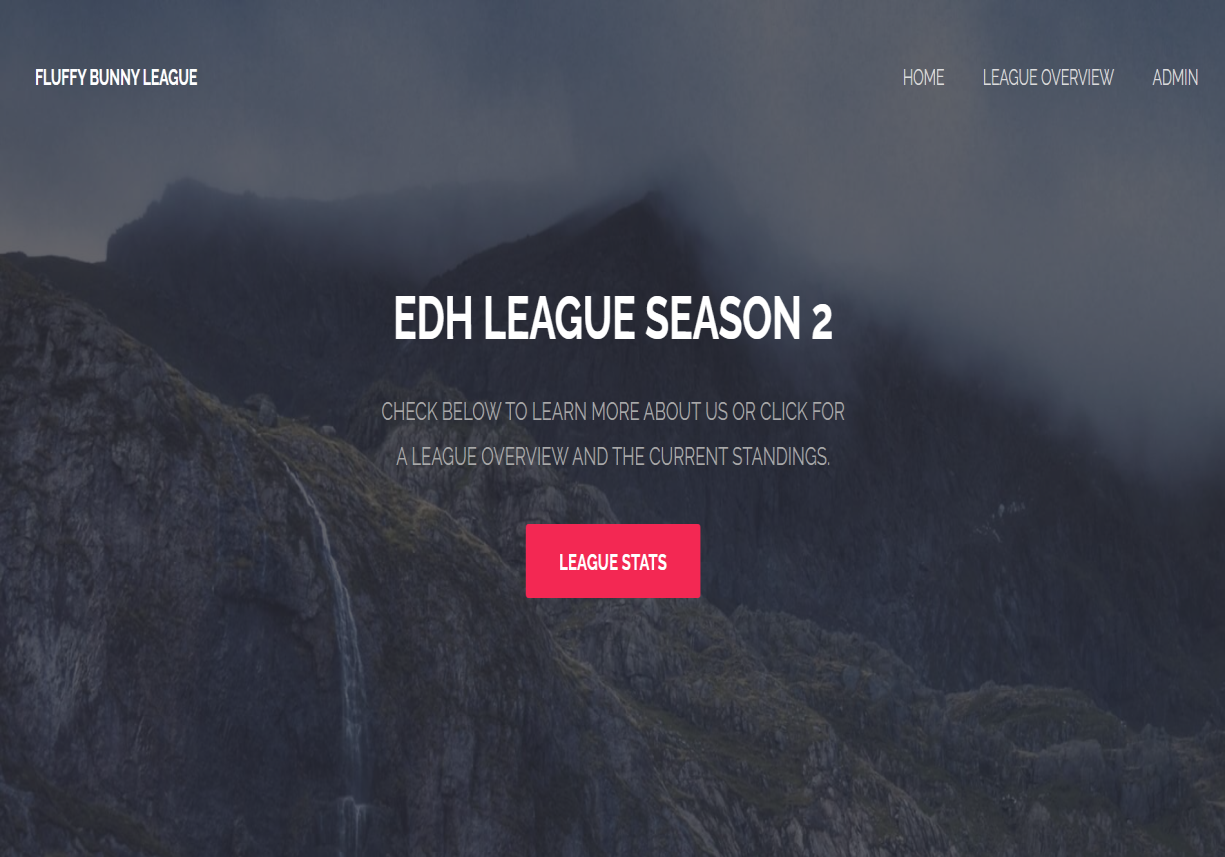 FLUFFY BUNNY LEAGUE
HOME
LEAGUE OVERVIEW
ADMIN
EDH LEAGUE SEASON 2
CHECK BELOW TO LEARN MORE ABOUT US OR CLICK FOR
A LEAGUE OVERVIEW AND THE CURRENT STANDINGS.
LEAGUE STATS